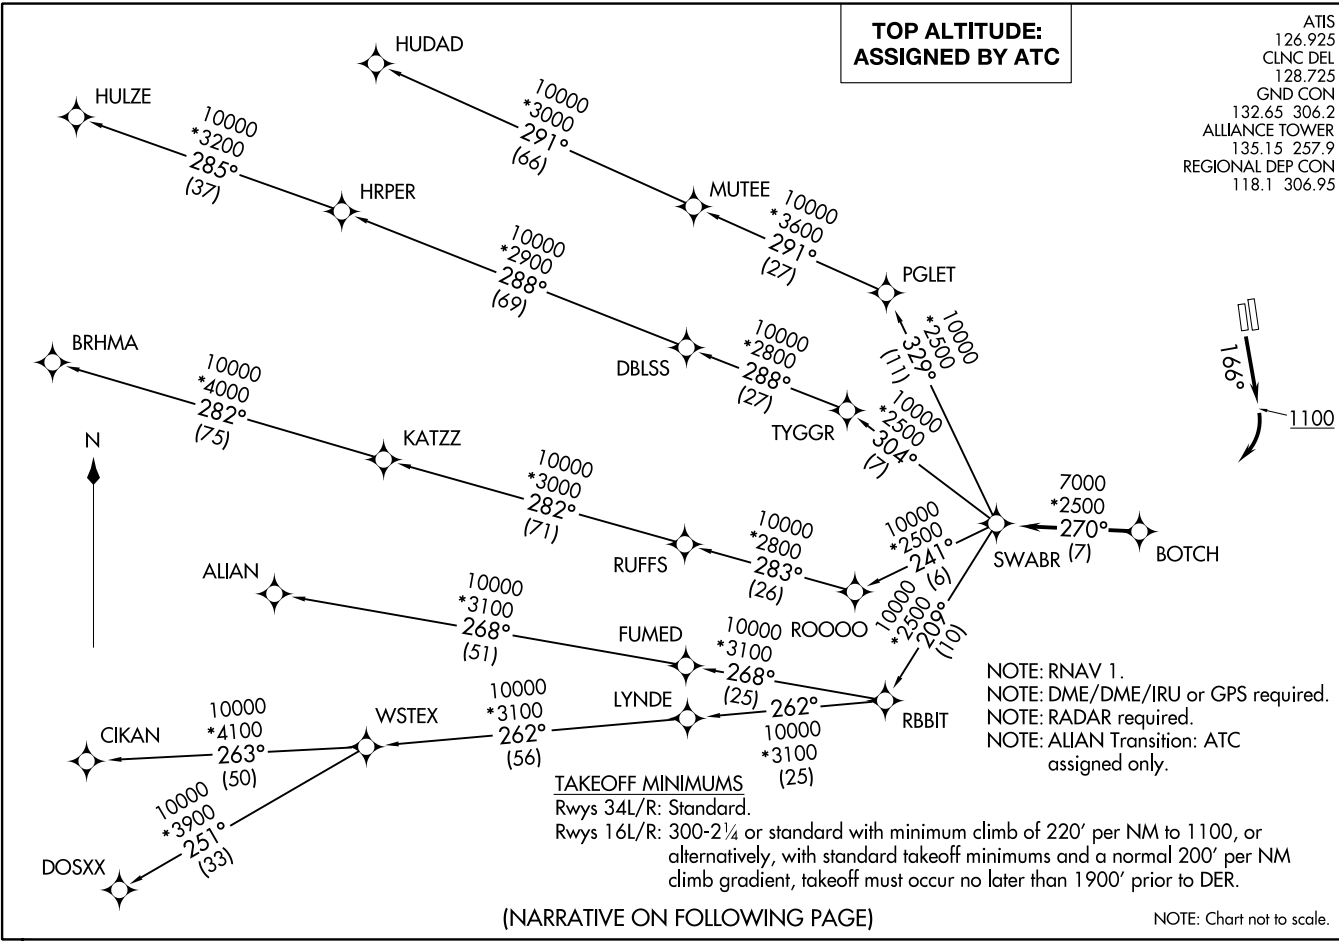 TOP ALTITUDE:
ASSIGNED BY ATC
ATIS
126.925
CLNC DEL
128.725
GND CON
132.65 306.2
ALLIANCE TOWER
135.15 257.9
REGIONAL DEP CON
118.1 306.95
HUDAD
10000
*3000
291°
(66)
HULZE
10000
*3200
285°
(37)
HRPER
MUTEE
10000
*3600
291°
(27)
PGLET
10000
*2900
288°
(69)
10000
*2500
329°
(11)
BRHMA
10000
*4000
282°
(75)
DBLSS
10000
*2800
288°
(27)
TYGGR
10000
*2500
304°
(7)
166°
1100
N
KATZZ
10000
*3000
282°
(71)
RUFFS
10000
*2800
283°
(26)
ROOOO
10000
*2500
241°
(6)
SWABR
7000
*2500
270°
(7)
BOTCH
ALIAN
10000
*3100
268°
(51)
FUMED
10000
*3100
268°
(25)
10000
*2500
209°
(10)
RBBIT
LYNDE
262°
10000
*3100
(25)
WSTEX
10000
*3100
262°
(56)
CIKAN
10000
*4100
263°
(50)
10000
*3900
251°
(33)
DOSXX
NOTE: RNAV 1.
NOTE: DME/DME/IRU or GPS required.
NOTE: RADAR required.
NOTE: ALIAN Transition: ATC
assigned only.
TAKEOFF MINIMUMS
Rwys 34L/R: Standard.
Rwys 16L/R: 300-2¼ or standard with minimum climb of 220' per NM to 1100, or
alternatively, with standard takeoff minimums and a normal 200' per NM
climb gradient, takeoff must occur no later than 1900' prior to DER.
(NARRATIVE ON FOLLOWING PAGE)
NOTE: Chart not to scale.